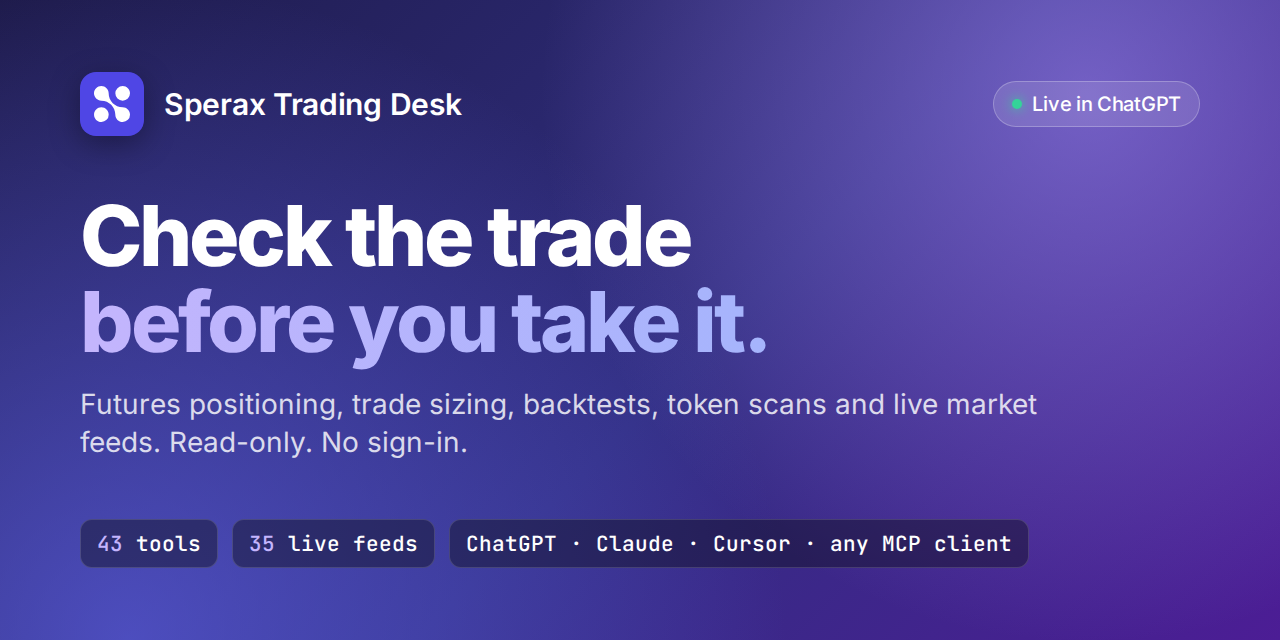 Sperax Trading Desk
Live in ChatGPT
Check the trade
before you take it.
Futures positioning, trade sizing, backtests, token scans and live market
feeds. Read-only. No sign-in.
43 tools
35 live feeds
ChatGPT · Claude · Cursor · any MCP client